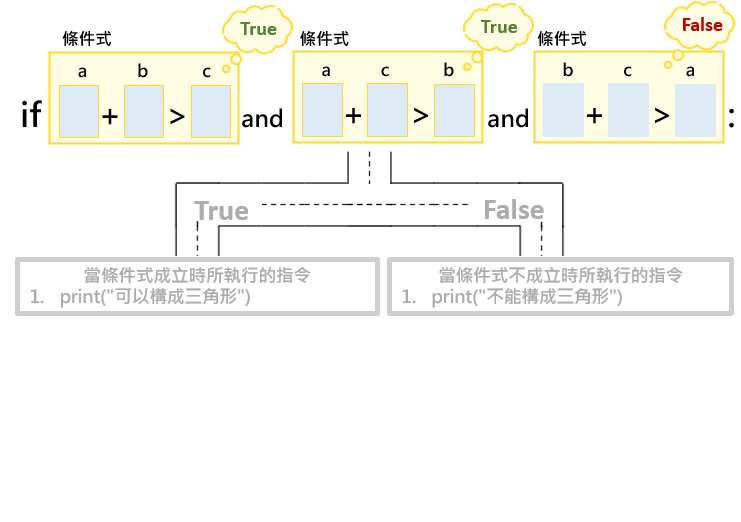 True True False
條件式 條件式 條件式
a b c a c b b c a
if + > and + > and + > :
True False
當條件式成立時所執行的指令
1. print("可以構成三角形")
當條件式不成立時所執行的指令
1. print("不能構成三角形")